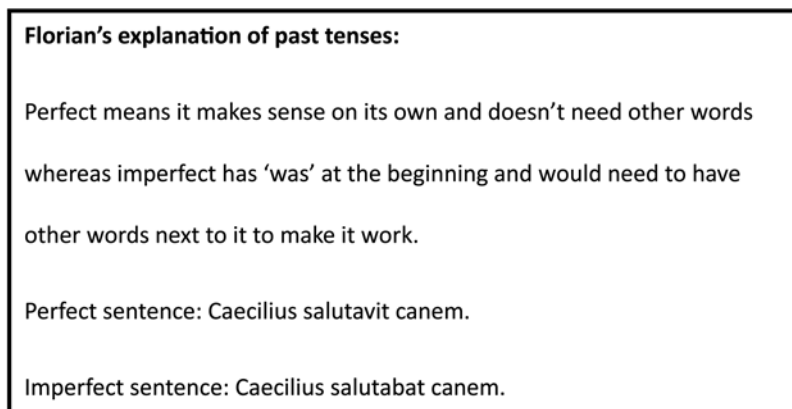 Florian’s explanation of past tenses:
Perfect means it makes sense on its own and doesn’t need other words
whereas imperfect has ‘was’ at the beginning and would need to have
other words next to it to make it work.
Perfect sentence: Caecilius salutavit canem.
Imperfect sentence: Caecilius salutabat canem.